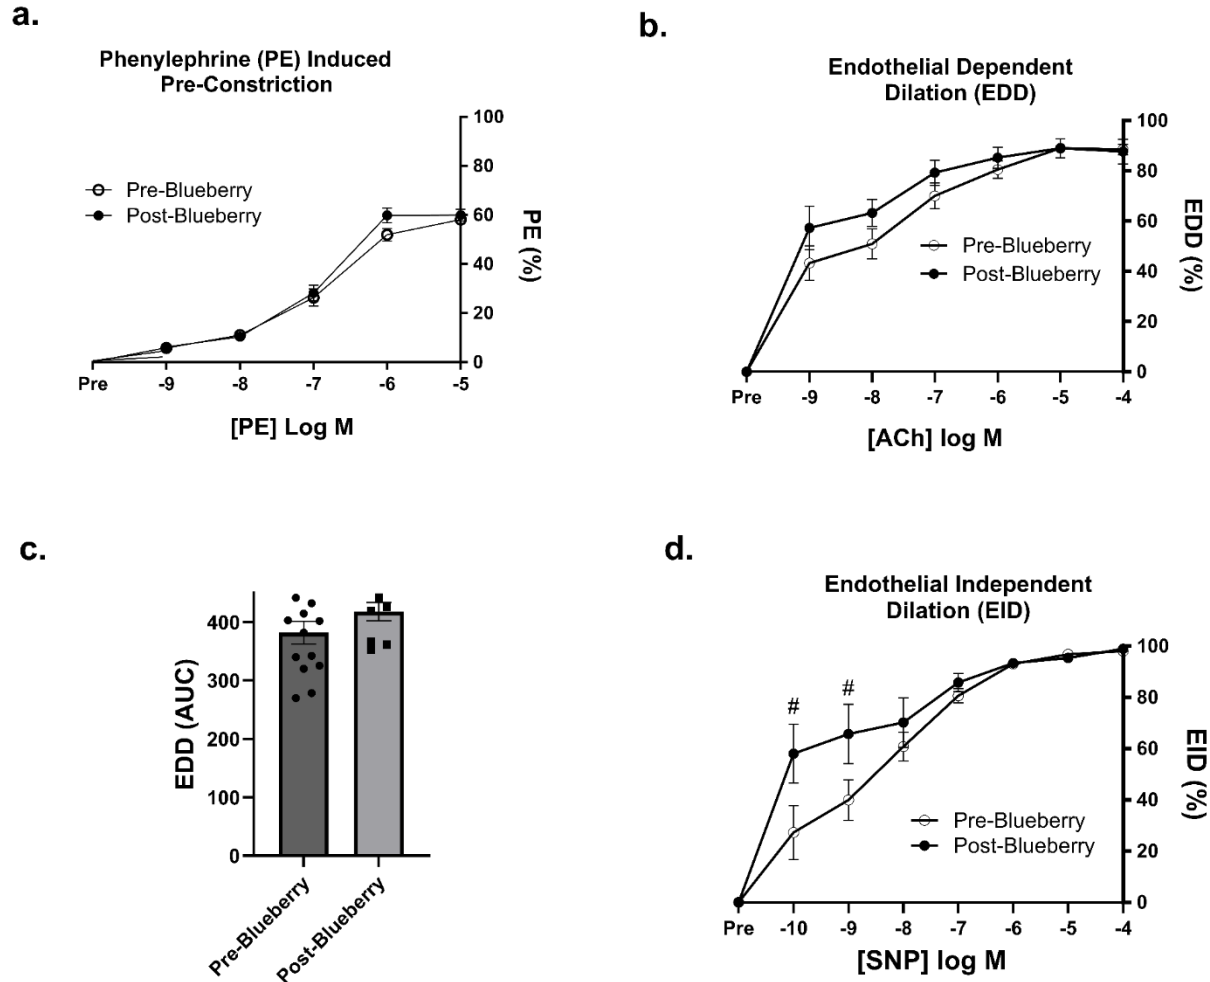 a.
Phenylephrine (PE) Induced
Pre-Constriction
Pre-Blueberry
Post-Blueberry
100
80
60
40
20
0
PE (%)
Pre
-9
-8
-7
-6
-5
[PE] Log M
b.
Endothelial Dependent
Dilation (EDD)
Pre-Blueberry
Post-Blueberry
100
80
60
40
20
0
EDD (%)
Pre
-9
-8
-7
-6
-5
-4
[ACh] log M
c.
EDD (AUC)
400
300
200
100
0
Pre-Blueberry
Post-Blueberry
d.
Endothelial Independent
Dilation (EID)
#
#
Pre-Blueberry
Post-Blueberry
100
80
60
40
20
0
EID (%)
Pre
-10
-9
-8
-7
-6
-5
-4
[SNP] log M